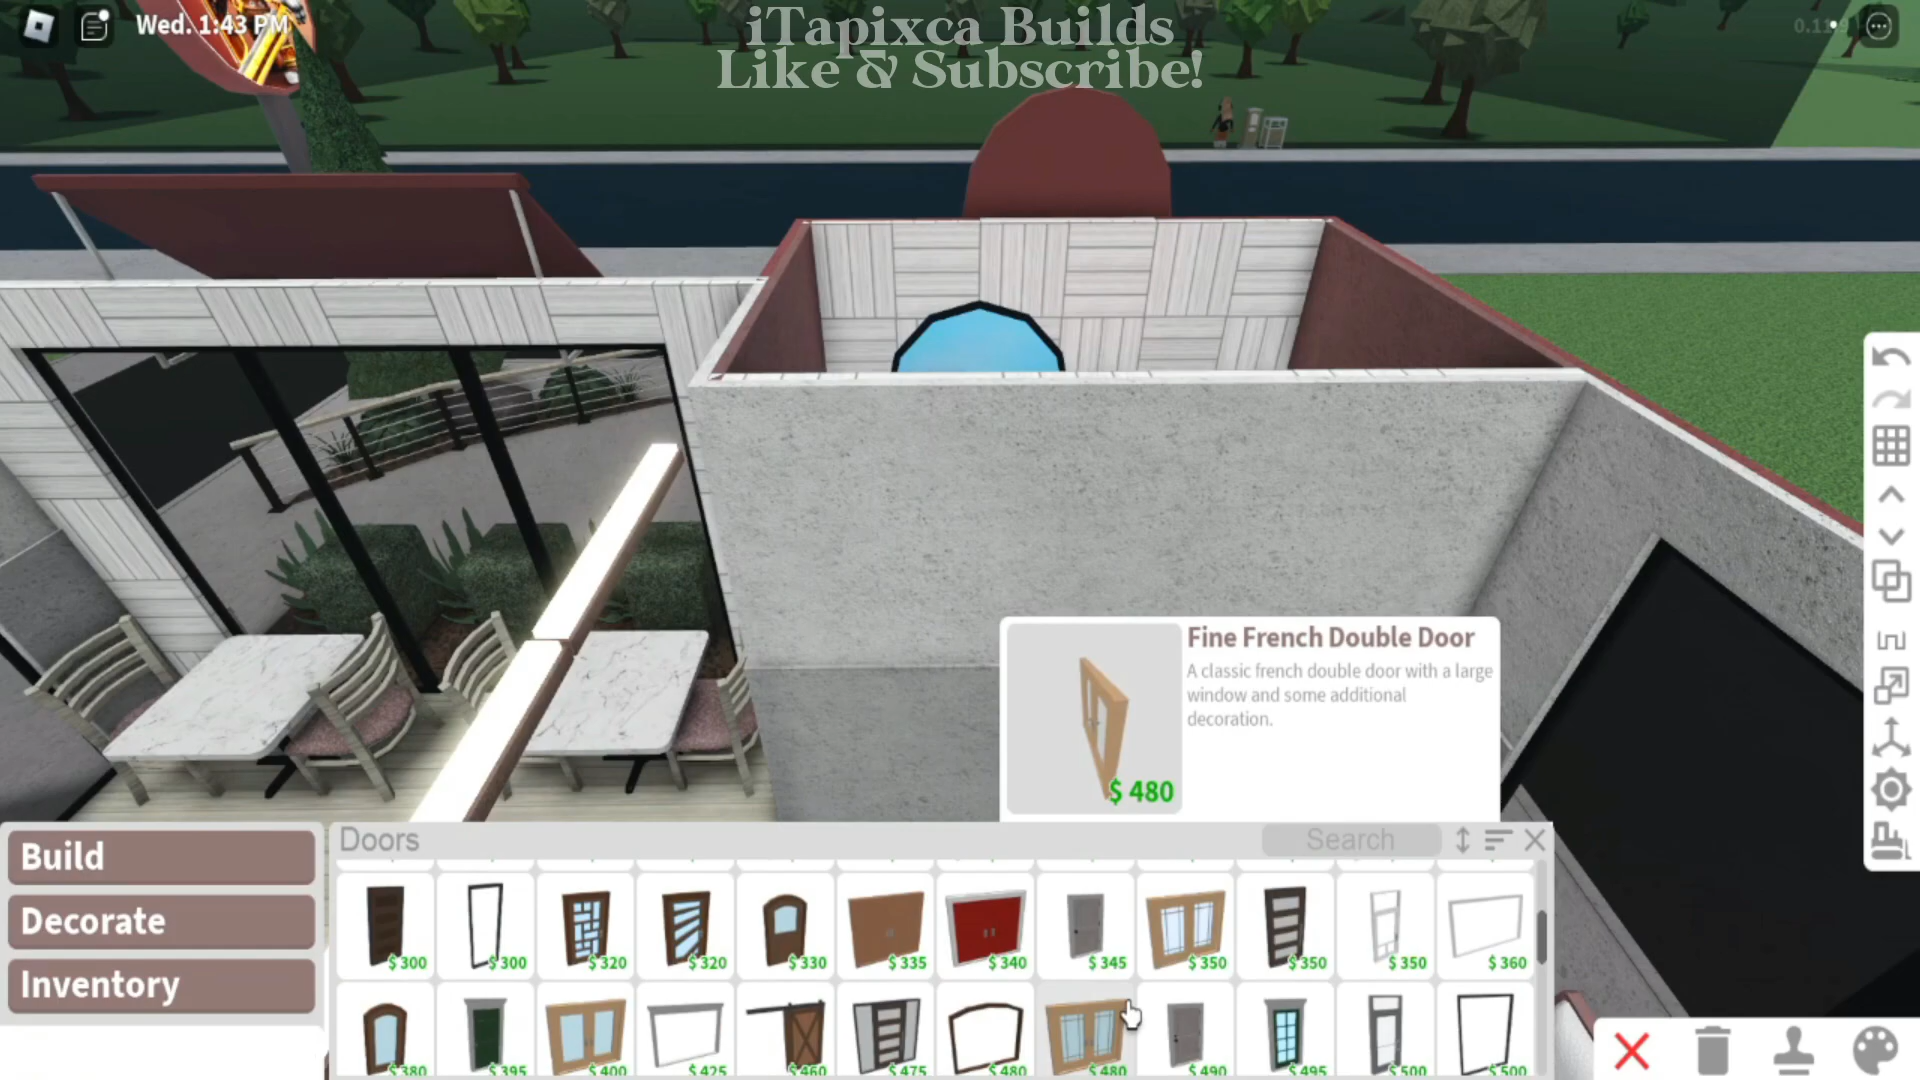 Wed. 1:43 PM
iTapixca Builds
Like & Subscribe!
Fine French Double Door
A classic french double door with a large
window and some additional
decoration.
$ 480
Build
Decorate
Inventory
Doors
Search
$ 300
$ 300
$ 320
$ 320
$ 330
$ 335
$ 340
$ 345
$ 350
$ 350
$ 350
$ 360
$ 380
$ 395
$ 400
$ 425
$ 460
$ 475
$ 480
$ 480
$ 490
$ 495
$ 500
$ 500